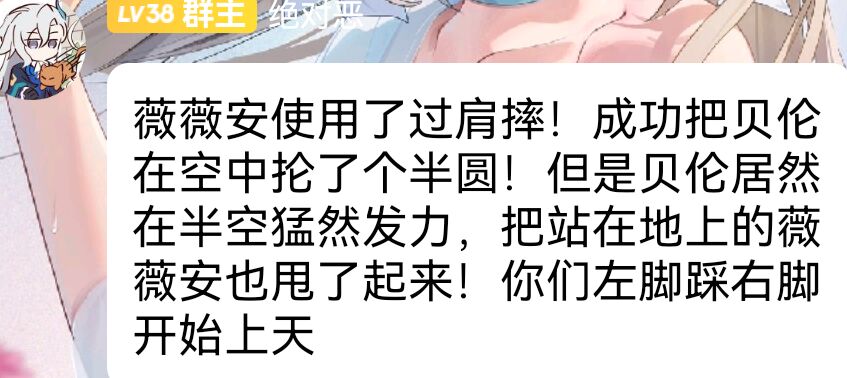 LV38 群主 绝对恶
薇薇安使用了过肩摔！成功把贝伦
在空中抡了个半圆！但是贝伦居然
在半空猛然发力，把站在地上的薇
薇安也甩了起来！你们左脚踩右脚
开始上天